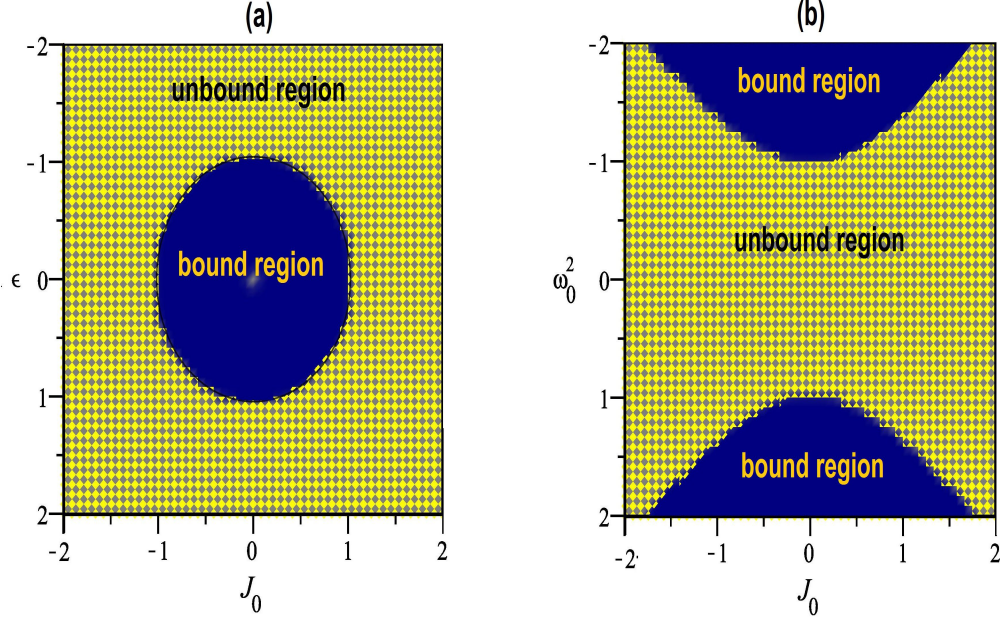 (a)
-2
unbound region
-1
bound region
. ϵ 0
1
2
-2 -1 0 1 2
J₀
(b)
-2
bound region
-1
unbound region
ω₀² 0
1
bound region
2
-2 -1 0 1 2
J₀